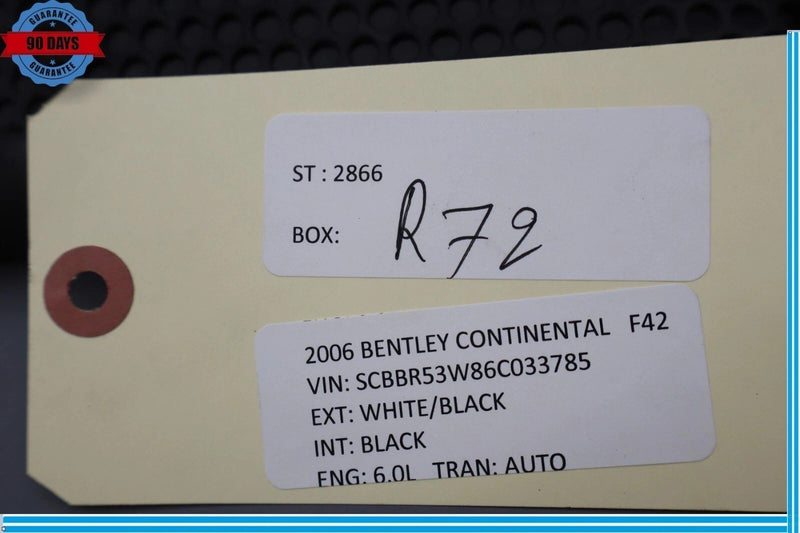 GUARANTEE
90 DAYS
GUARANTEE
ST : 2866
BOX: R72
2006 BENTLEY CONTINENTAL F42
VIN: SCBBR53W86C033785
EXT: WHITE/BLACK
INT: BLACK
ENG: 6.0L TRAN: AUTO